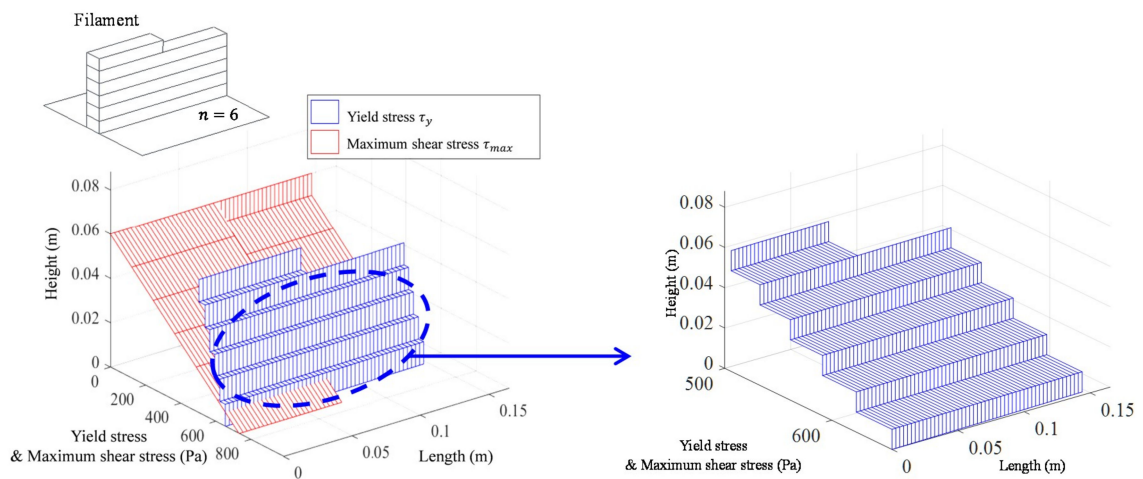 Filament
n = 6
Yield stress τy
Maximum shear stress τmax
0.08
0.06
0.04
0.02
0
Height (m)
0
200
400
600
800
Yield stress
& Maximum shear stress (Pa)
0
0.05
0.1
0.15
Length (m)
0.08
0.06
0.04
0.02
0
Height (m)
500
600
Yield stress
& Maximum shear stress (Pa)
0
0.05
0.1
0.15
Length (m)